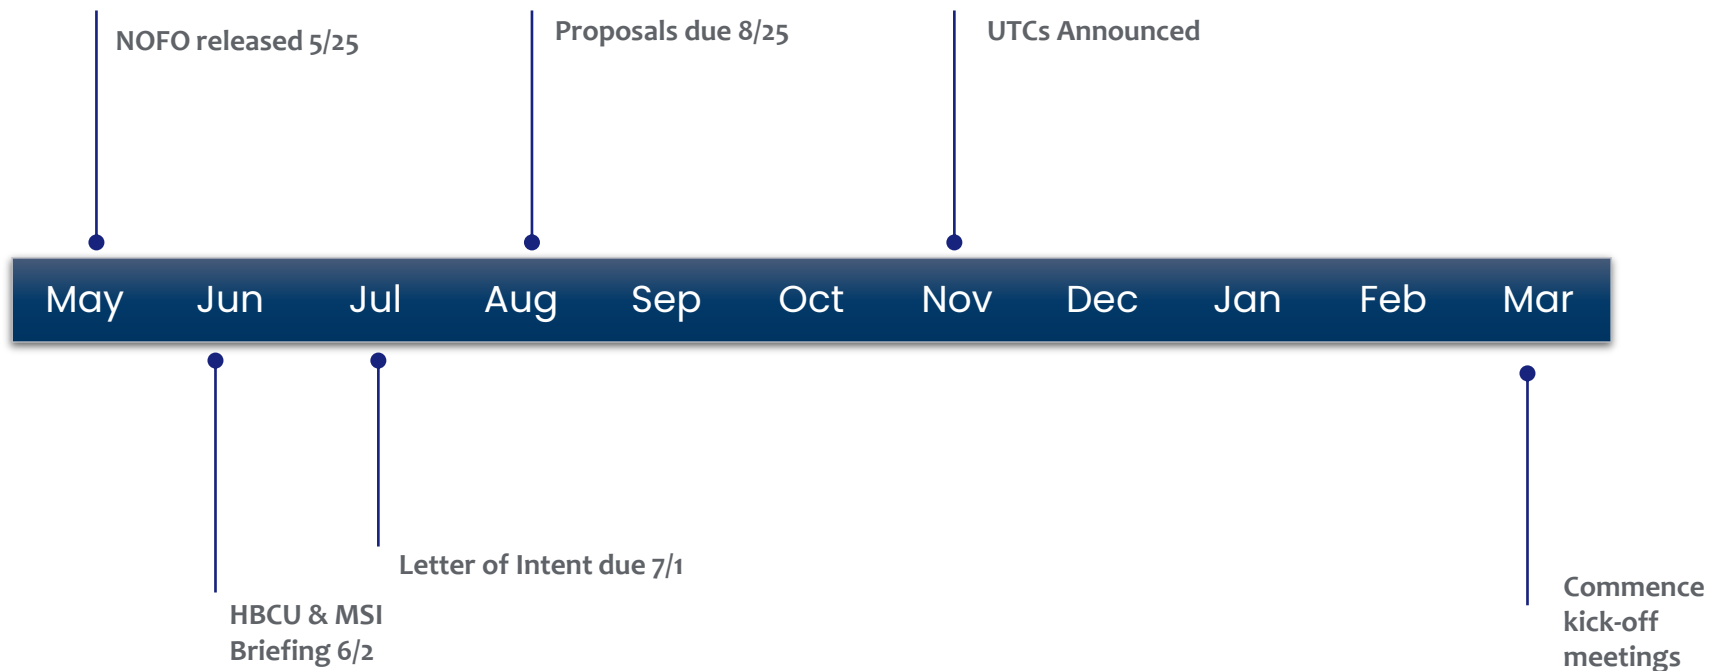 NOFO released 5/25
Proposals due 8/25
UTCs Announced
May Jun Jul Aug Sep Oct Nov Dec Jan Feb Mar
Letter of Intent due 7/1
HBCU & MSI
Briefing 6/2
Commence
kick-off
meetings